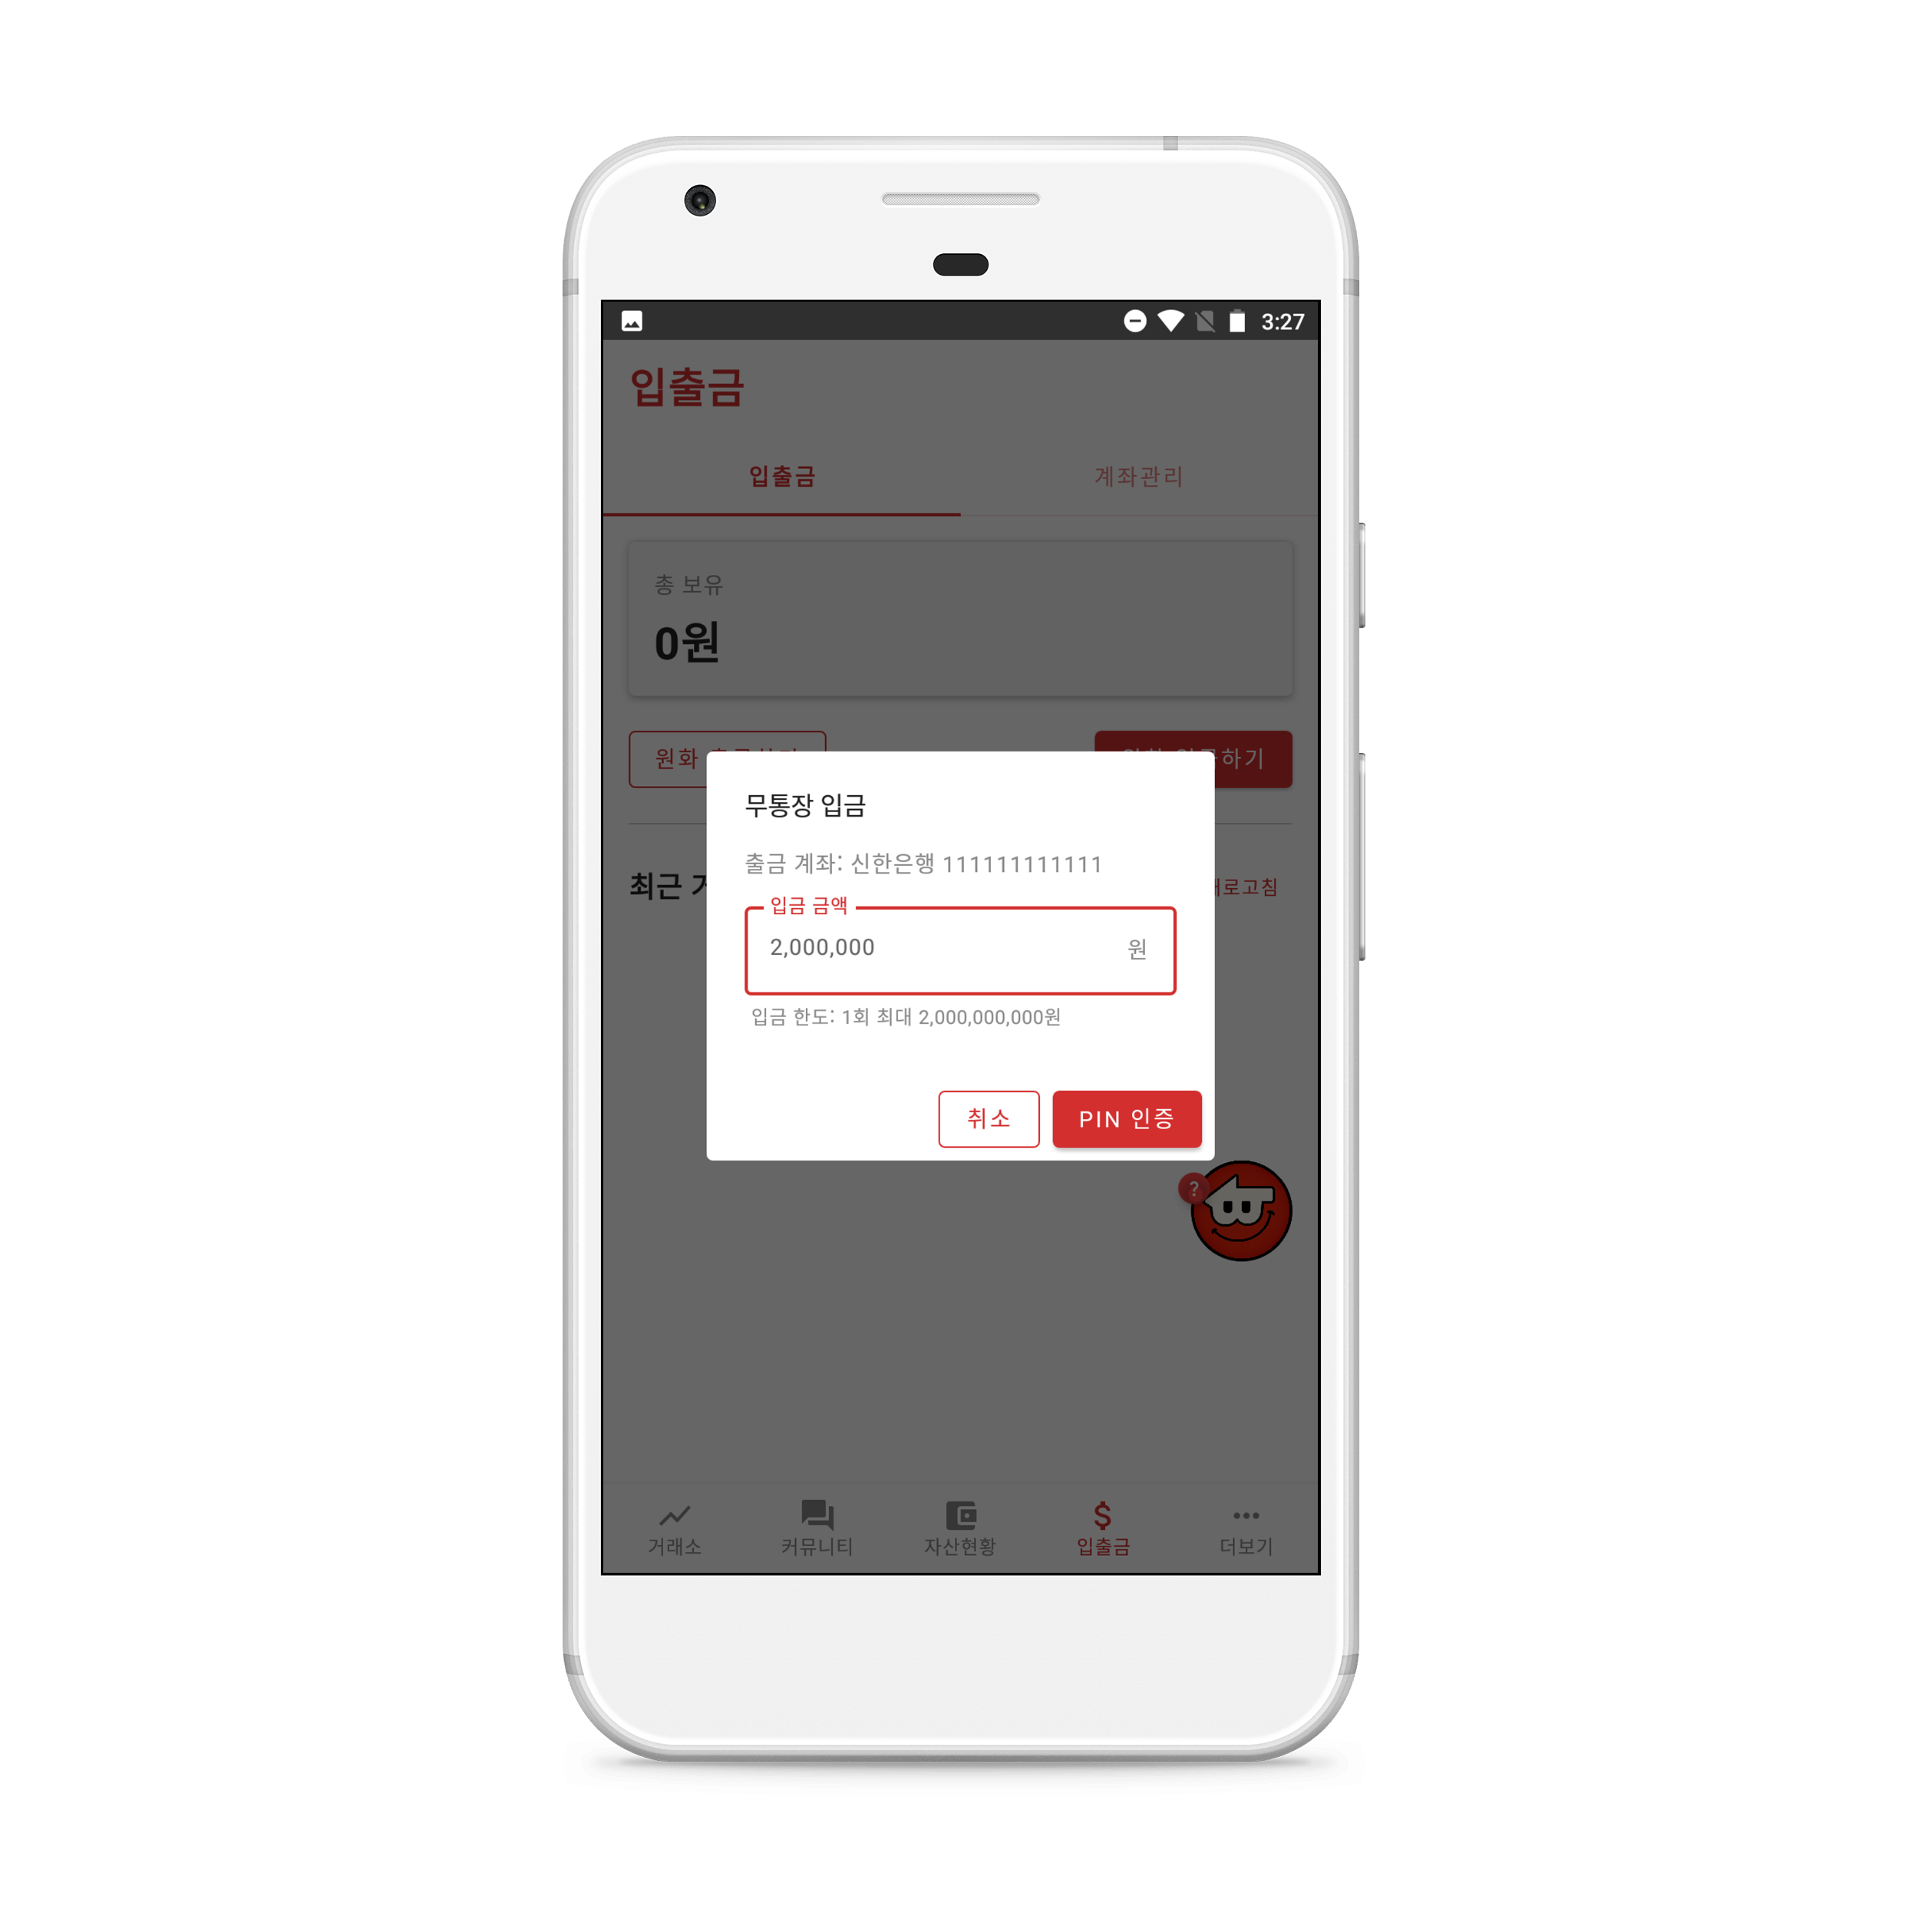 3:27
입출금
입출금
계좌관리
총 보유
0원
원화
하기
무통장 입금
출금 계좌: 신한은행 111111111111
입금 금액
2,000,000
원
입금 한도: 1회 최대 2,000,000,000원
최근
로고침
취소
PIN 인증
?
거래소
커뮤니티
자산현황
입출금
더보기